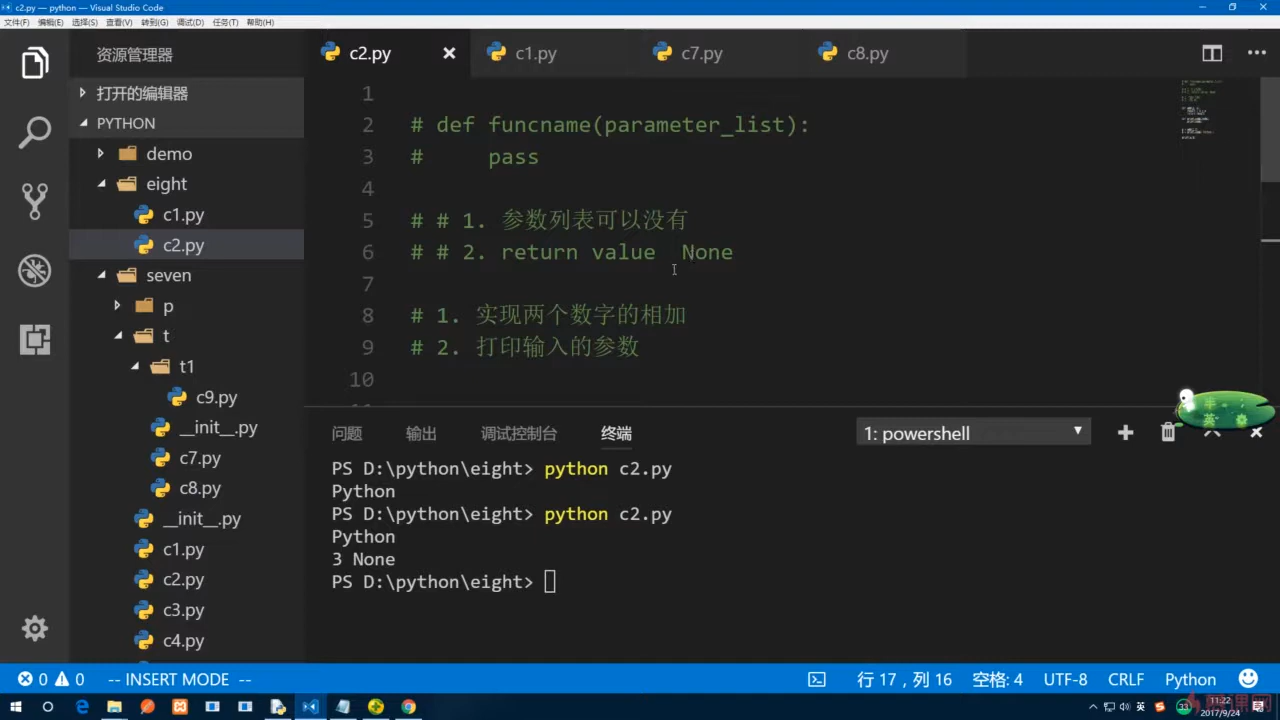 c2.py — python — Visual Studio Code
文件(F) 编辑(E) 选择(S) 查看(V) 转到(G) 调试(D) 任务(T) 帮助(H)
资源管理器
打开的编辑器
PYTHON
demo
eight
c1.py
c2.py
seven
p
t
t1
c9.py
__init__.py
c7.py
c8.py
__init__.py
c1.py
c2.py
c3.py
c4.py
c2.py c1.py c7.py c8.py
1
2 # def funcname(parameter_list):
3 #     pass
4
5 # # 1. 参数列表可以没有
6 # # 2. return value  None
7
8 # 1. 实现两个数字的相加
9 # 2. 打印输入的参数
10
问题 输出 调试控制台 终端 1: powershell
PS D:\python\eight> python c2.py
Python
PS D:\python\eight> python c2.py
Python
3 None
PS D:\python\eight>
半
英
0 0 -- INSERT MODE -- 行 17，列 16 空格: 4 UTF-8 CRLF Python
英 33 11:22
2017/9/24